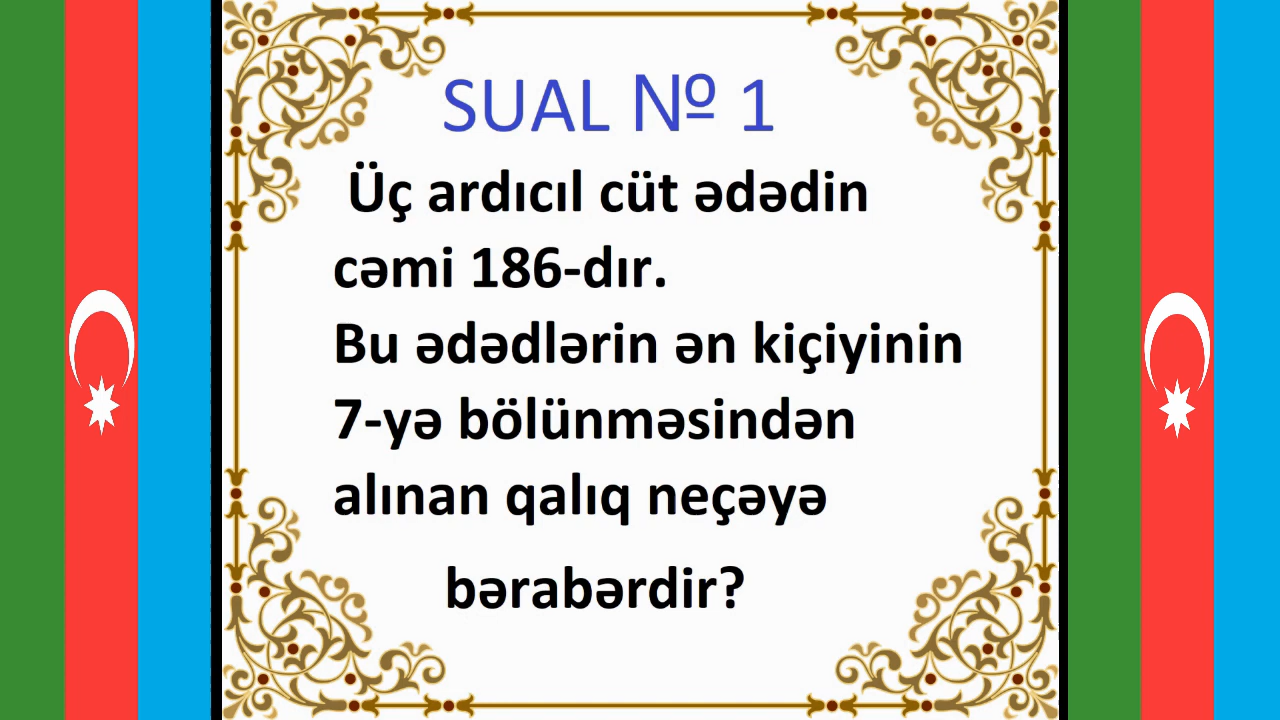 SUAL № 1
Üç ardıcıl cüt ədədin
cəmi 186-dır.
Bu ədədlərin ən kiçiyinin
7-yə bölünməsindən
alınan qalıq neçəyə
bərabərdir?